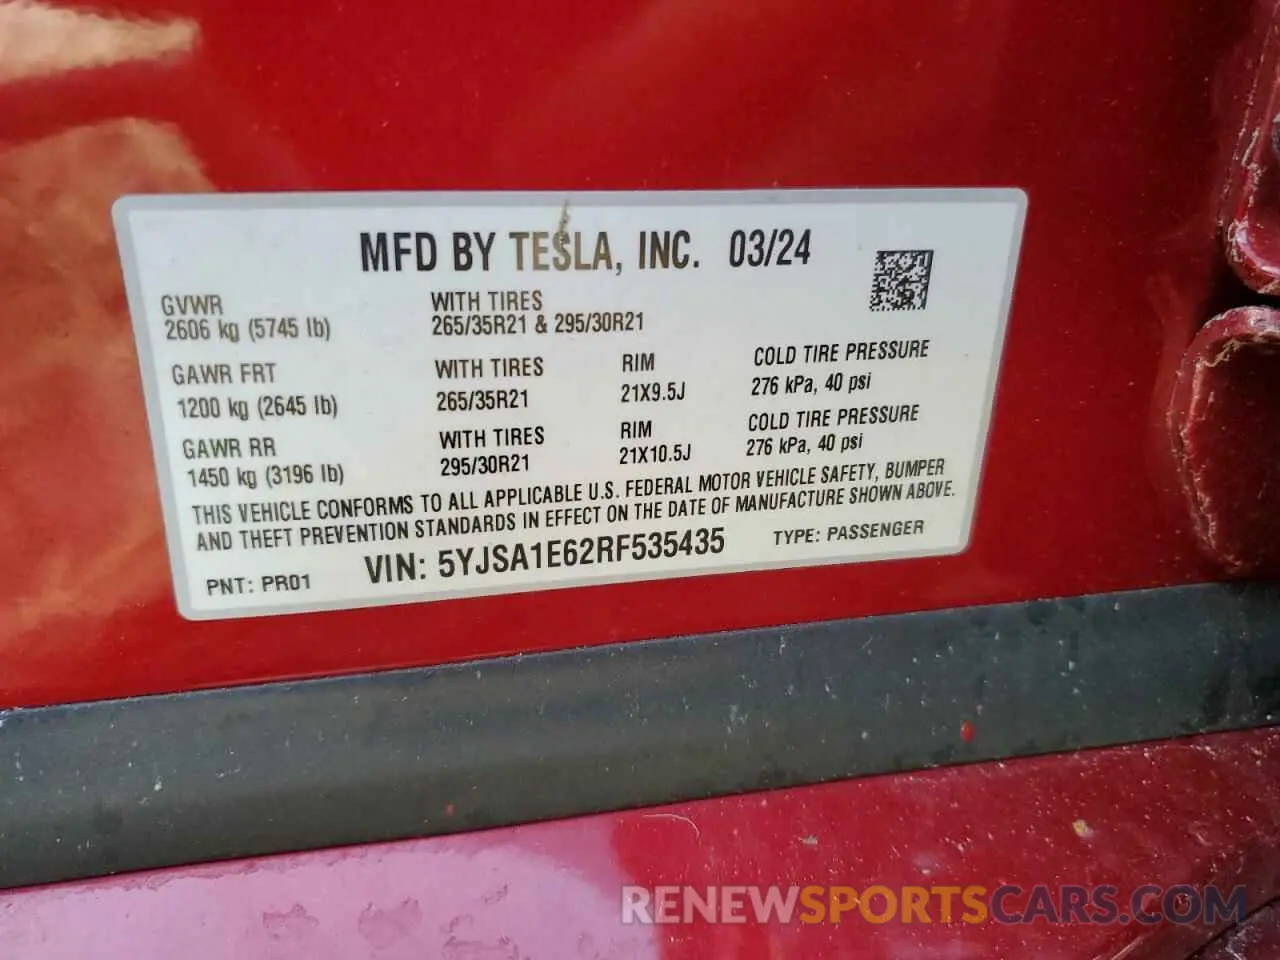 MFD BY TESLA, INC. 03/24
GVWR
2606 kg (5745 lb)
WITH TIRES
265/35R21 & 295/30R21
GAWR FRT
1200 kg (2645 lb)
WITH TIRES
265/35R21
RIM
21X9.5J
COLD TIRE PRESSURE
276 kPa, 40 psi
GAWR RR
1450 kg (3196 lb)
WITH TIRES
295/30R21
RIM
21X10.5J
COLD TIRE PRESSURE
276 kPa, 40 psi
THIS VEHICLE CONFORMS TO ALL APPLICABLE U.S. FEDERAL MOTOR VEHICLE SAFETY, BUMPER
AND THEFT PREVENTION STANDARDS IN EFFECT ON THE DATE OF MANUFACTURE SHOWN ABOVE.
PNT: PR01 VIN: 5YJSA1E62RF535435 TYPE: PASSENGER
RENEWSPORTSCARS.COM